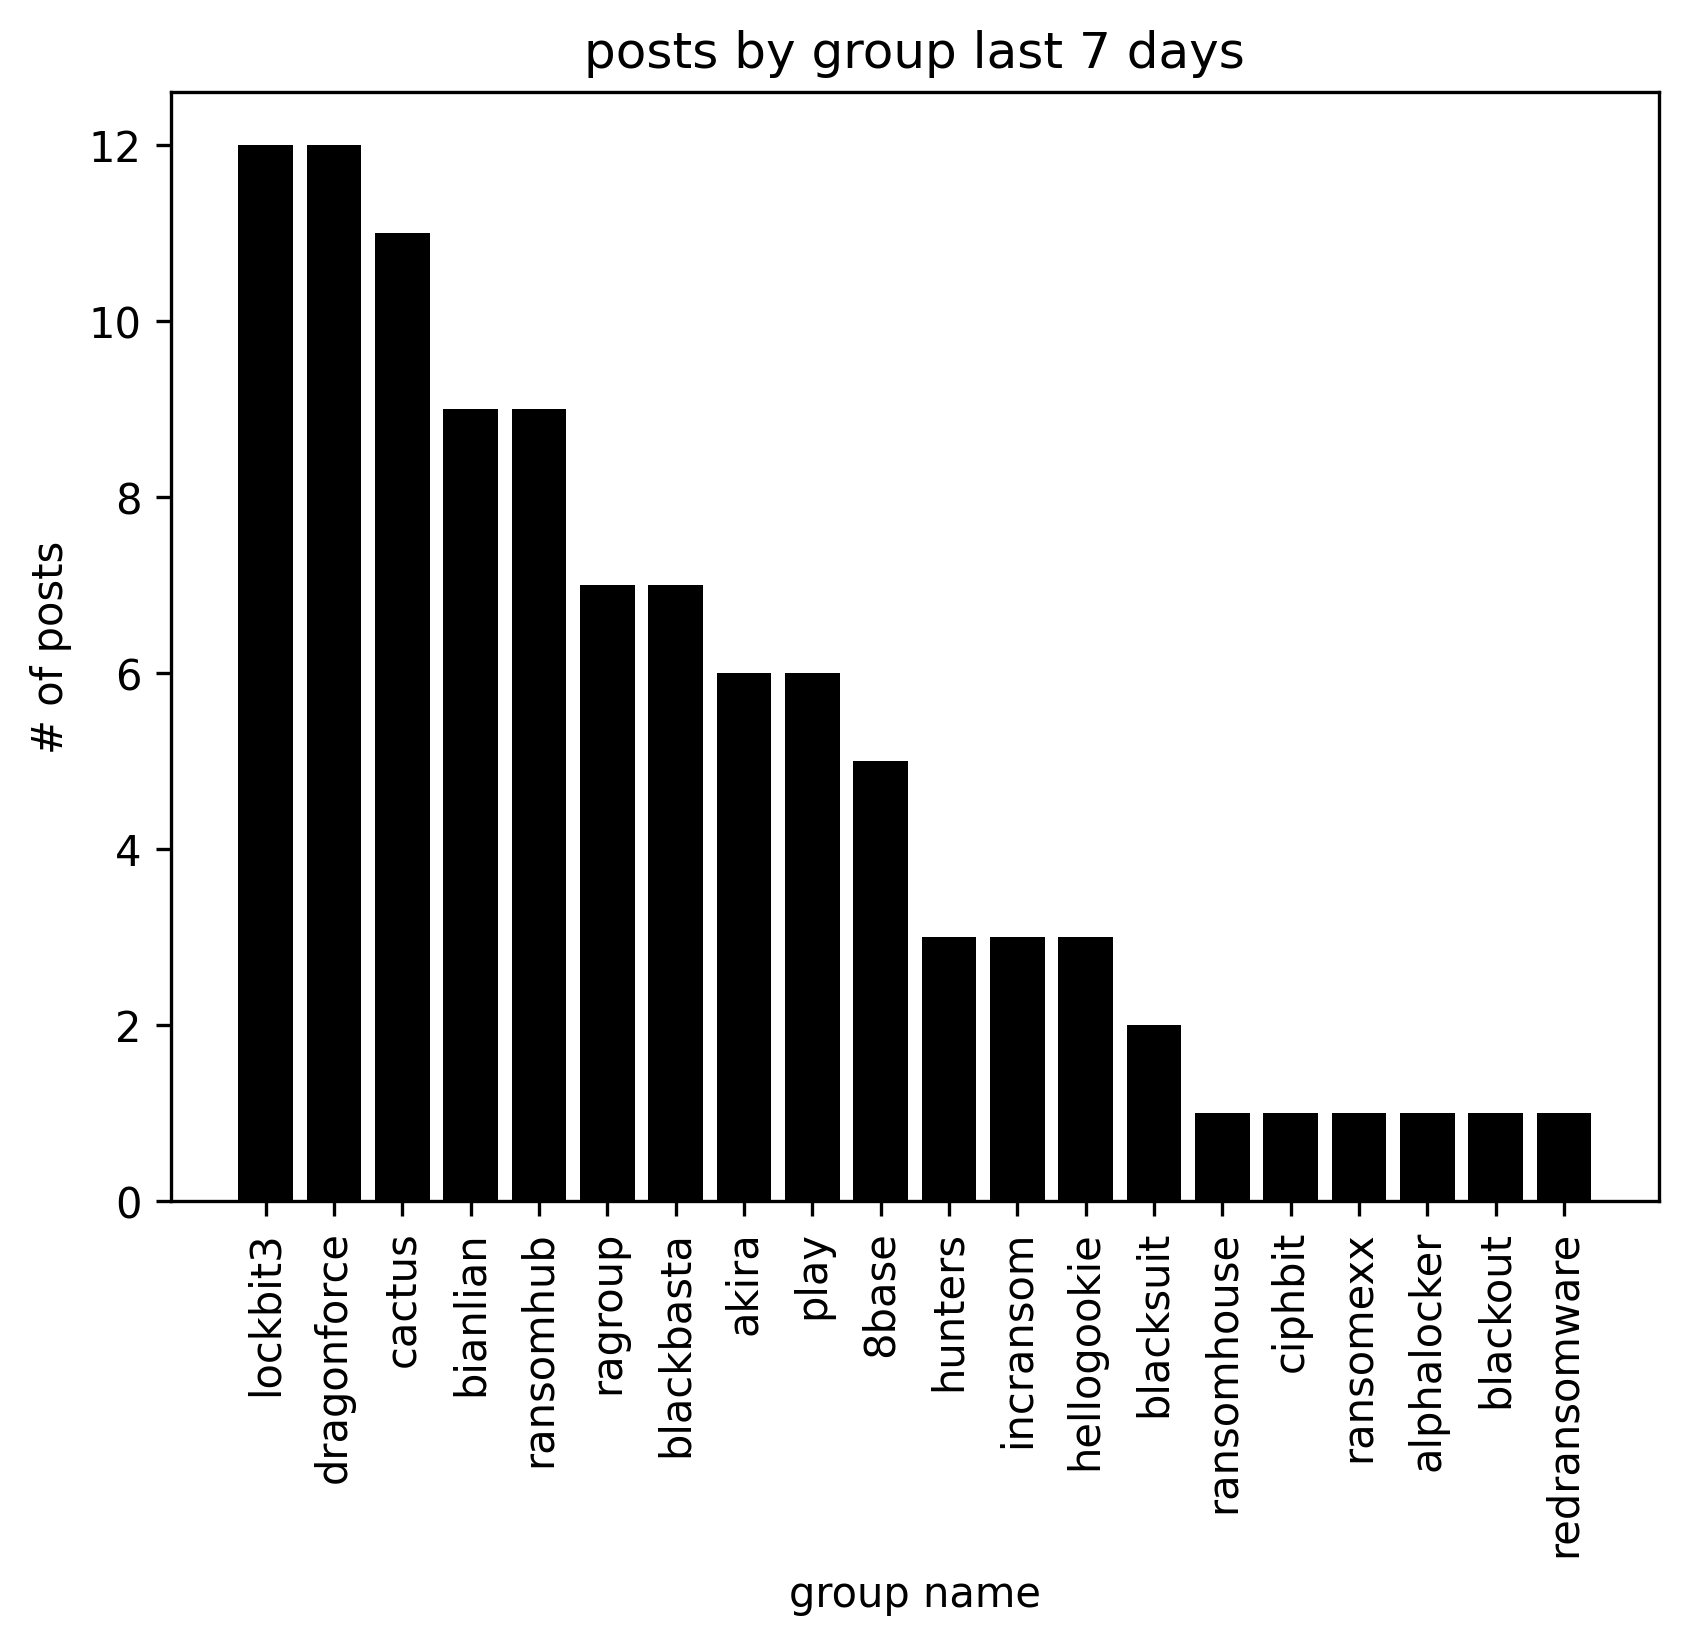 posts by group last 7 days
12
10
8
6
4
2
0
# of posts
lockbit3
dragonforce
cactus
bianlian
ransomhub
ragroup
blackbasta
akira
play
8base
hunters
incransom
hellogookie
blacksuit
ransomhouse
ciphbit
ransomexx
alphalocker
blackout
redransomware
group name